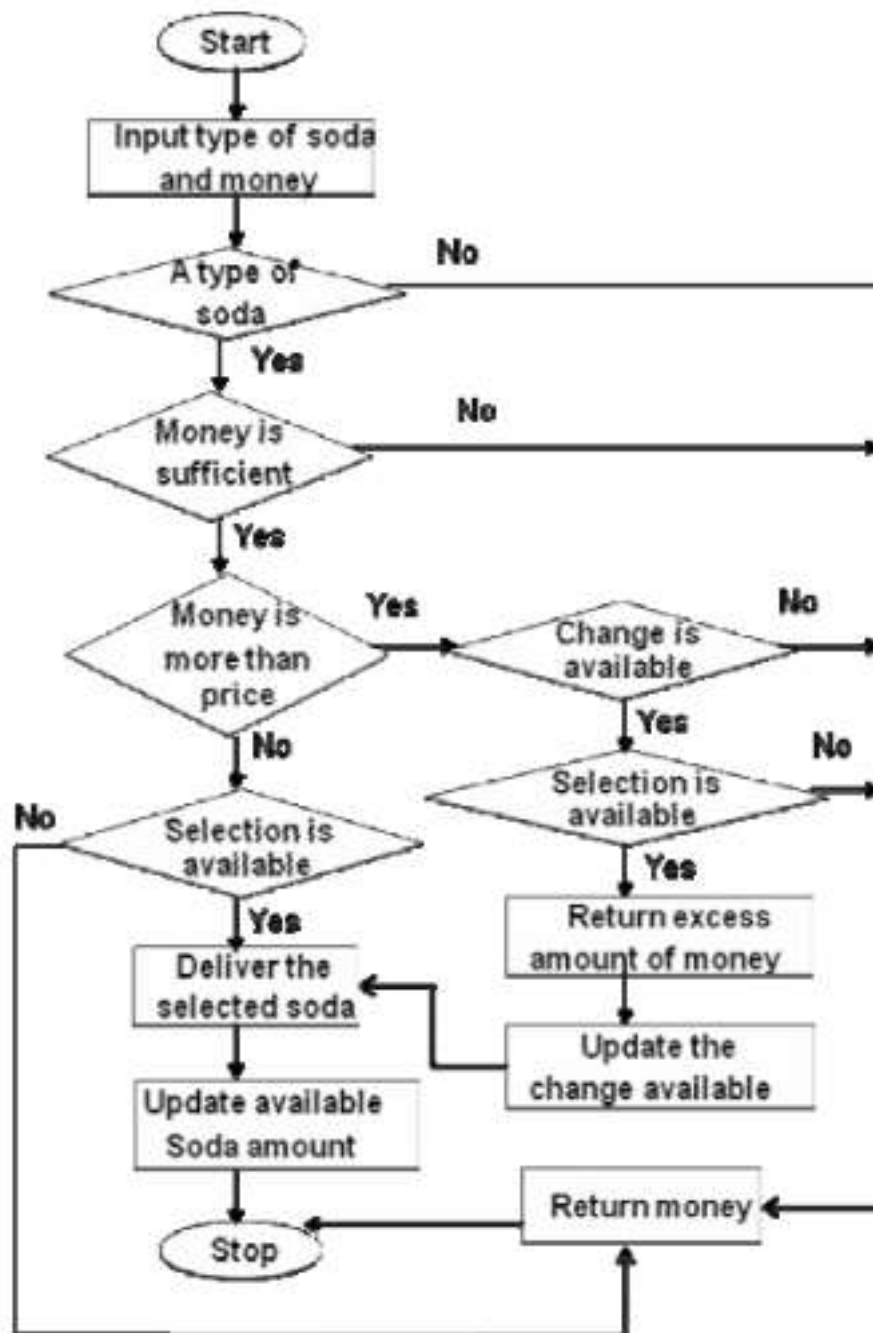 Start
Input type of soda
and money
No
A type of
soda
Yes
No
Money is
sufficient
Yes
Money is
more than
price
Yes
Change is
available
No
No
Yes
No
Selection is
available
No
Selection is
available
Yes
Yes
Return excess
amount of money
Deliver the
selected soda
Update the
change available
Update available
Soda amount
Return money
Stop